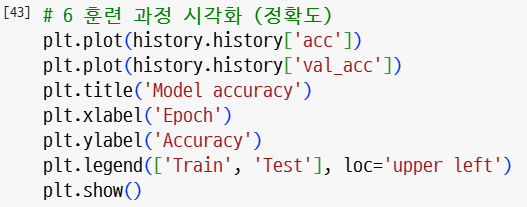 [43] # 6 훈련 과정 시각화 (정확도)
plt.plot(history.history['acc'])
plt.plot(history.history['val_acc'])
plt.title('Model accuracy')
plt.xlabel('Epoch')
plt.ylabel('Accuracy')
plt.legend(['Train', 'Test'], loc='upper left')
plt.show()